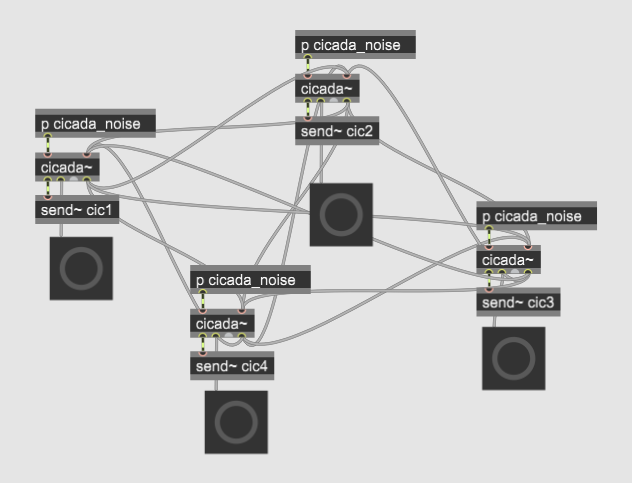 p cicada_noise
cicada~
send~ cic2
p cicada_noise
cicada~
send~ cic1
p cicada_noise
cicada~
send~ cic3
p cicada_noise
cicada~
send~ cic4